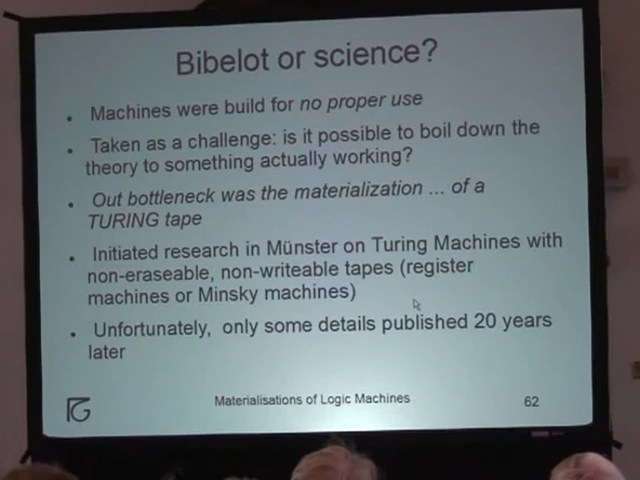 Bibelot or science?
Machines were build for no proper use
Taken as a challenge: is it possible to boil down the
theory to something actually working?
Out bottleneck was the materialization ... of a
TURING tape
Initiated research in Münster on Turing Machines with
non-eraseable, non-writeable tapes (register
machines or Minsky machines)
Unfortunately, only some details published 20 years
later
Materialisations of Logic Machines
62